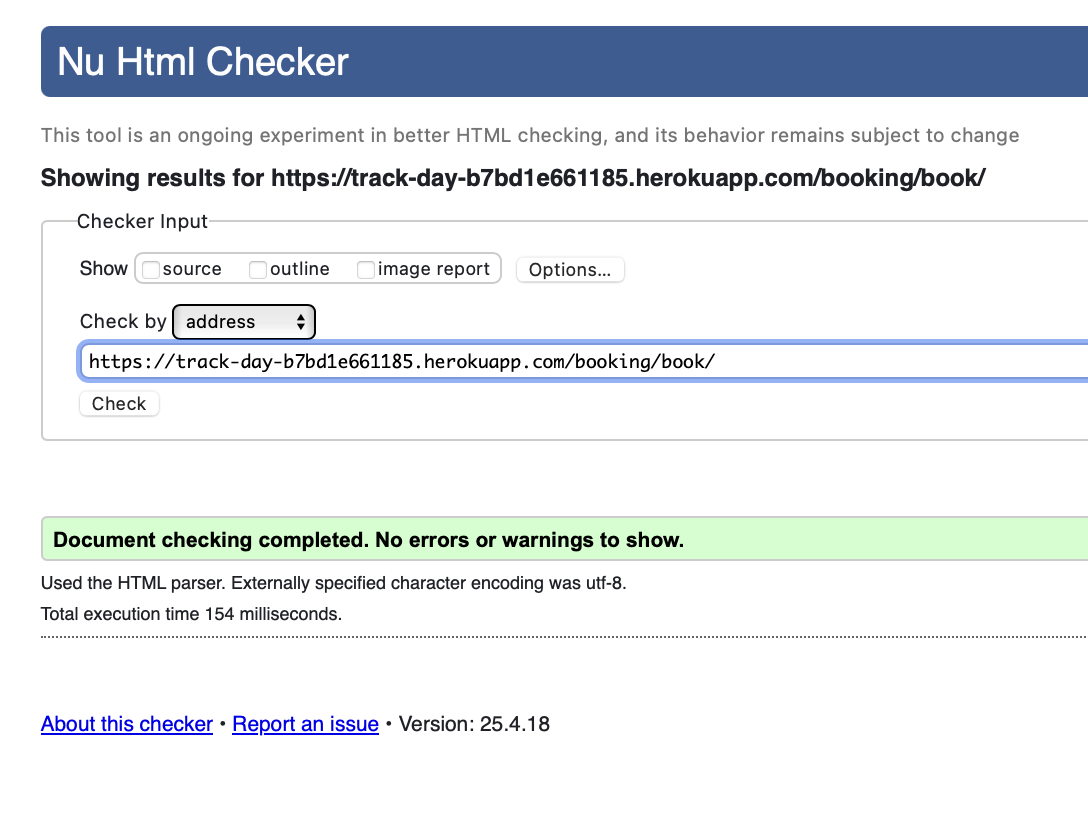 Nu Html Checker
This tool is an ongoing experiment in better HTML checking, and its behavior remains subject to change
Showing results for https://track-day-b7bd1e661185.herokuapp.com/booking/book/
Checker Input
Show source outline image report Options...
Check by address
https://track-day-b7bd1e661185.herokuapp.com/booking/book/
Check
Document checking completed. No errors or warnings to show.
Used the HTML parser. Externally specified character encoding was utf-8.
Total execution time 154 milliseconds.
About this checker • Report an issue • Version: 25.4.18